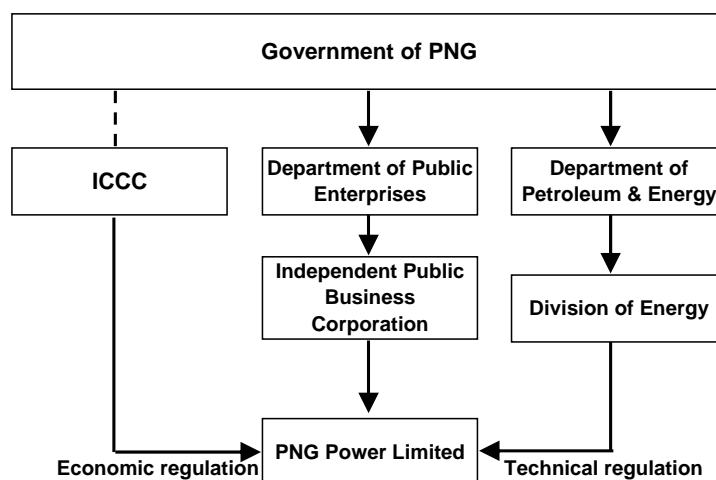 Government of PNG
ICCC
Department of Public
Enterprises
Department of
Petroleum & Energy
Independent Public
Business
Corporation
Division of Energy
PNG Power Limited
Economic regulation
Technical regulation